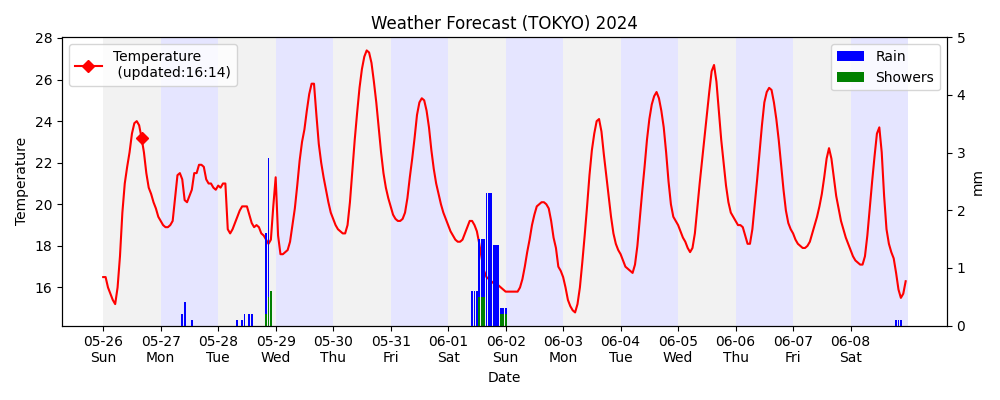 Weather Forecast (TOKYO) 2024
Temperature
(updated:16:14)
Rain
Showers
Temperature
28
26
24
22
20
18
16
5
4
3
2
1
0
mm
05-26 05-27 05-28 05-29 05-30 05-31 06-01 06-02 06-03 06-04 06-05 06-06 06-07 06-08
Sun Mon Tue Wed Thu Fri Sat Sun Mon Tue Wed Thu Fri Sat
Date